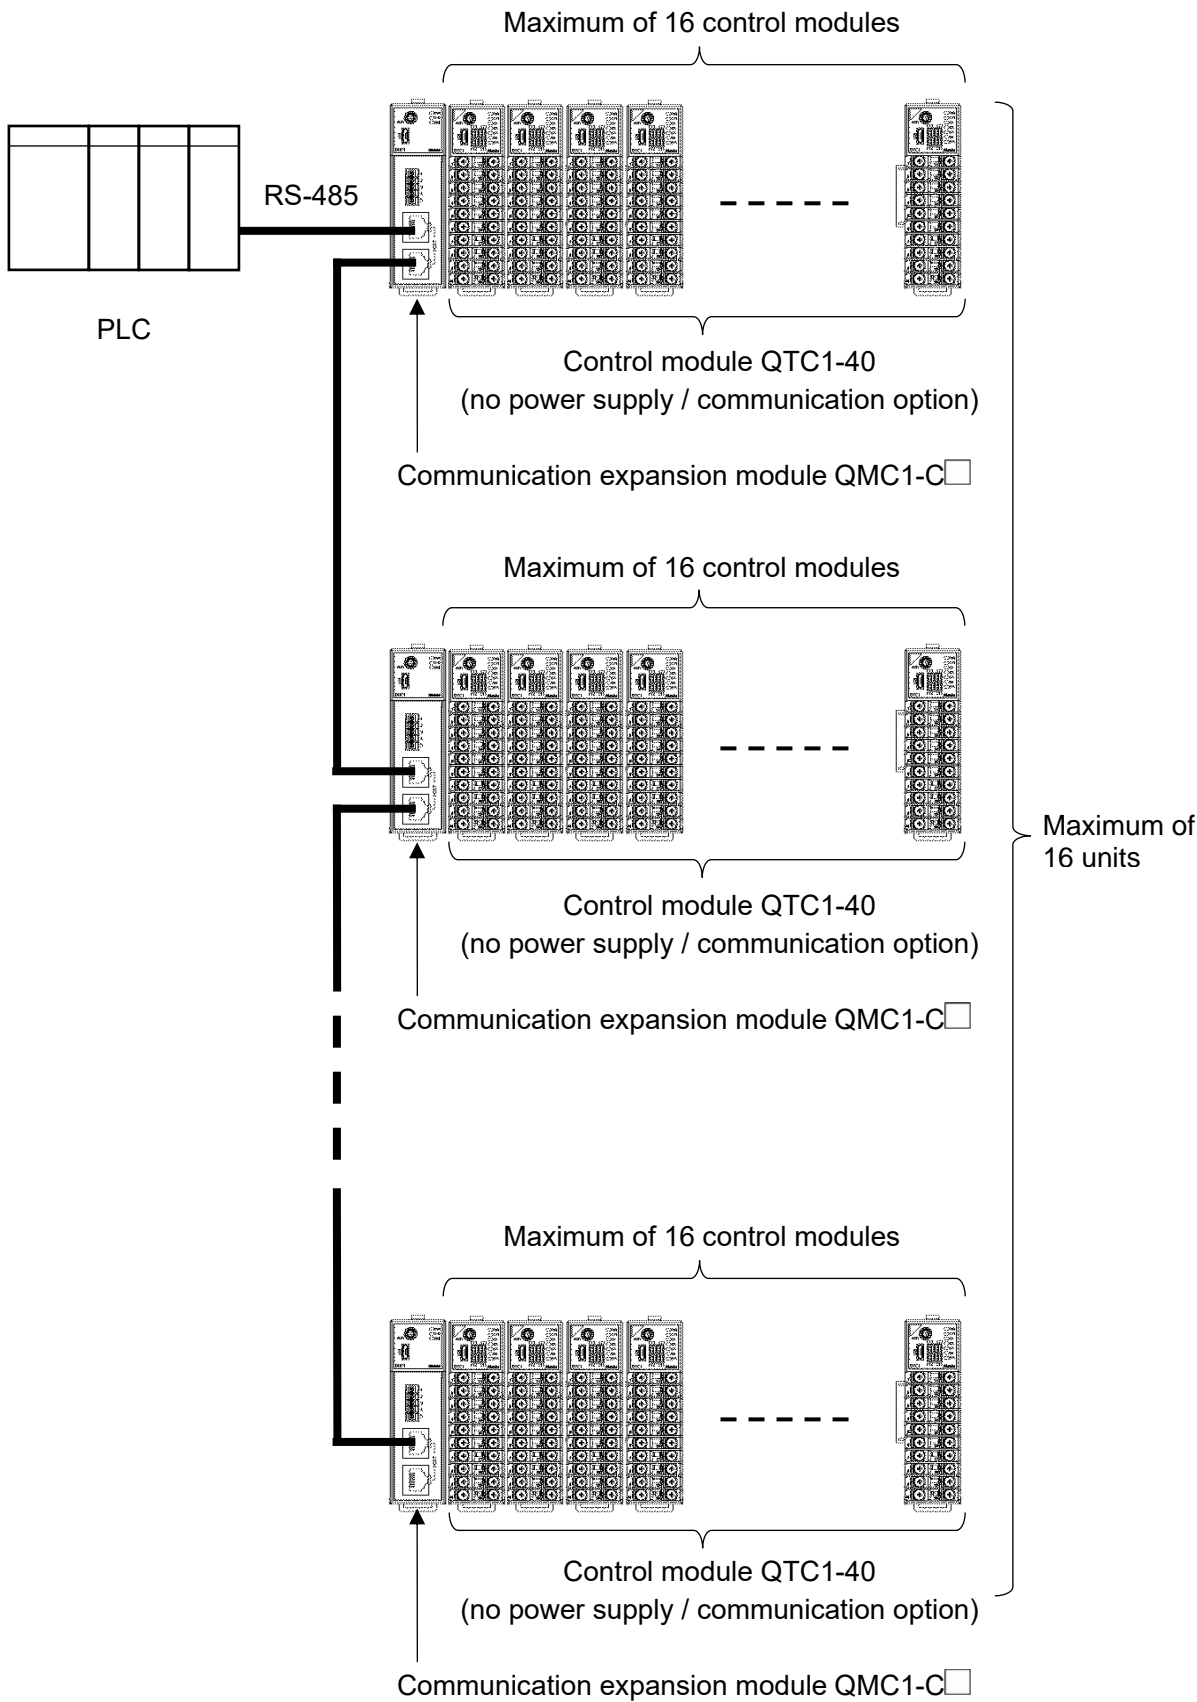 Maximum of 16 control modules
RS-485
PLC
Control module QTC1-40
(no power supply / communication option)
Communication expansion module QMC1-C□
Maximum of 16 control modules
Maximum of
16 units
Control module QTC1-40
(no power supply / communication option)
Communication expansion module QMC1-C□
Maximum of 16 control modules
Control module QTC1-40
(no power supply / communication option)
Communication expansion module QMC1-C□